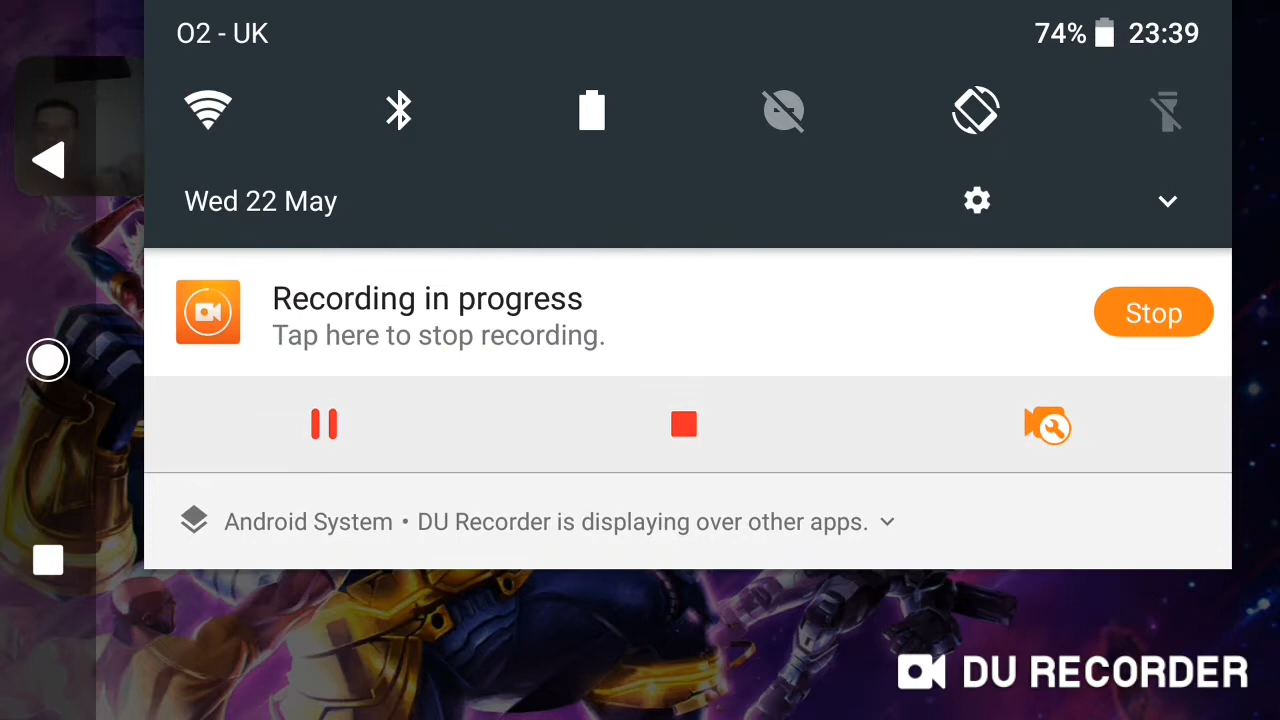 O2 - UK
74% 23:39
Wed 22 May
Recording in progress
Tap here to stop recording.
Stop
Android System • DU Recorder is displaying over other apps.
DU RECORDER